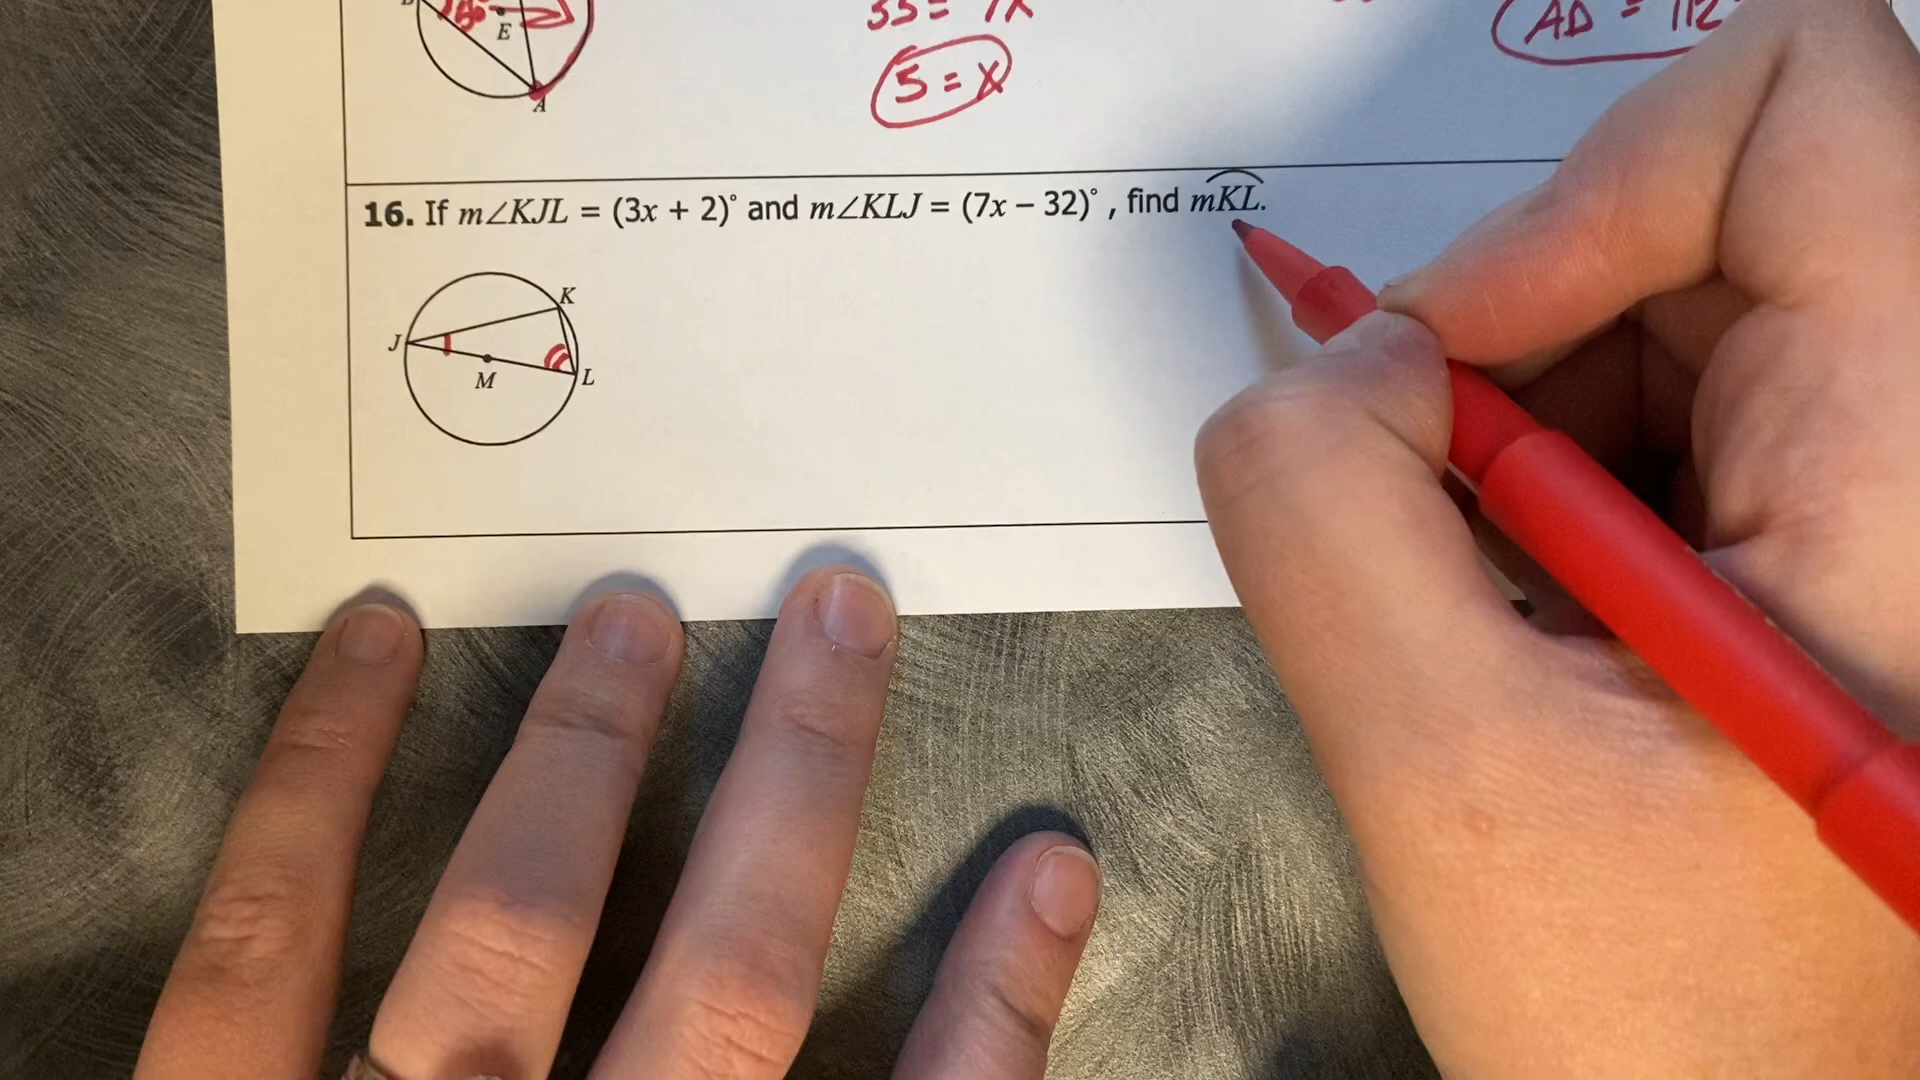 E
A
35 = 7x
5 = x
AD = 112
16. If m∠KJL = (3x + 2)° and m∠KLJ = (7x – 32)° , find mKL.
K
J
M
L